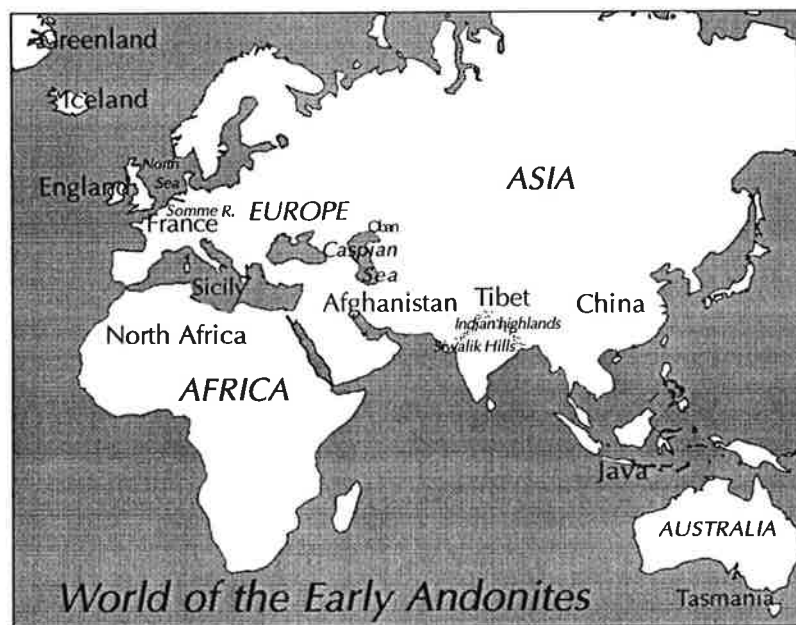 Greenland
Iceland
North
Sea
England
ASIA
Somme R.
EUROPE
France
Oban
Caspian
Sea
Sicily
Afghanistan
Tibet
China
Indian highlands
North Africa
Siwalik Hills
AFRICA
Java
AUSTRALIA
World of the Early Andonites
Tasmania